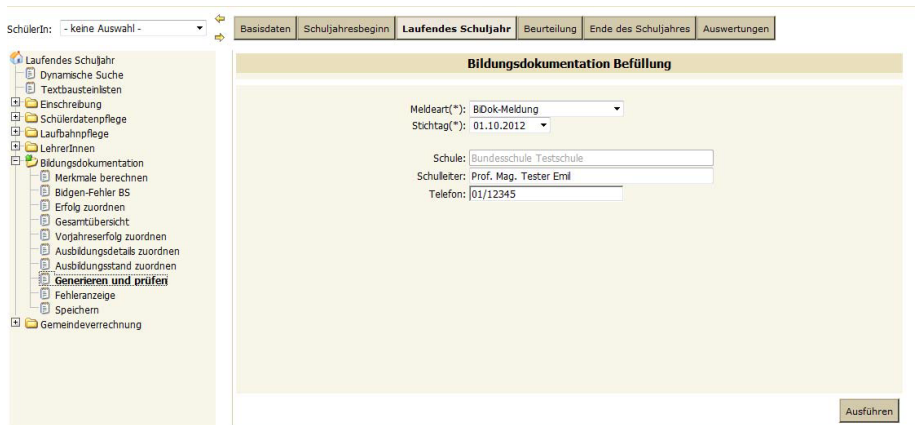 SchülerIn: - keine Auswahl -
Basisdaten Schuljahresbeginn Laufendes Schuljahr Beurteilung Ende des Schuljahres Auswertungen
Laufendes Schuljahr
Dynamische Suche
Textbausteinlisten
Einschreibung
Schülerdatenpflege
Laufbahnpflege
LehrerInnen
Bildungsdokumentation
Merkmale berechnen
Bidgen-Fehler BS
Erfolg zuordnen
Gesamtübersicht
Vorjahreserfolg zuordnen
Ausbildungsdetails zuordnen
Ausbildungsstand zuordnen
Generieren und prüfen
Fehleranzeige
Speichern
Gemeindeverrechnung
Bildungsdokumentation Befüllung
Meldeart(*): BiDok-Meldung
Stichtag(*): 01.10.2012
Schule: Bundesschule Testschule
Schulleiter: Prof. Mag. Tester Emil
Telefon: 01/12345
Ausführen